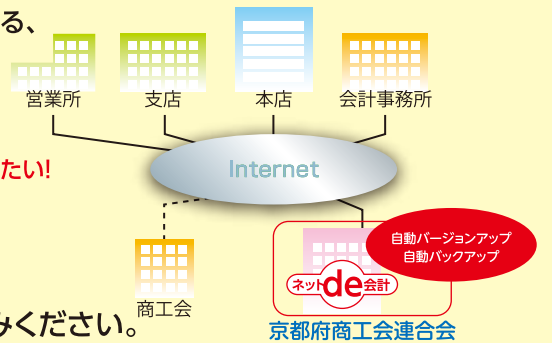 る、
営業所 支店 本店 会計事務所
たい!
Internet
自動バージョンアップ
自動バックアップ
ネットde会計
商工会
京都府商工会連合会
みください。